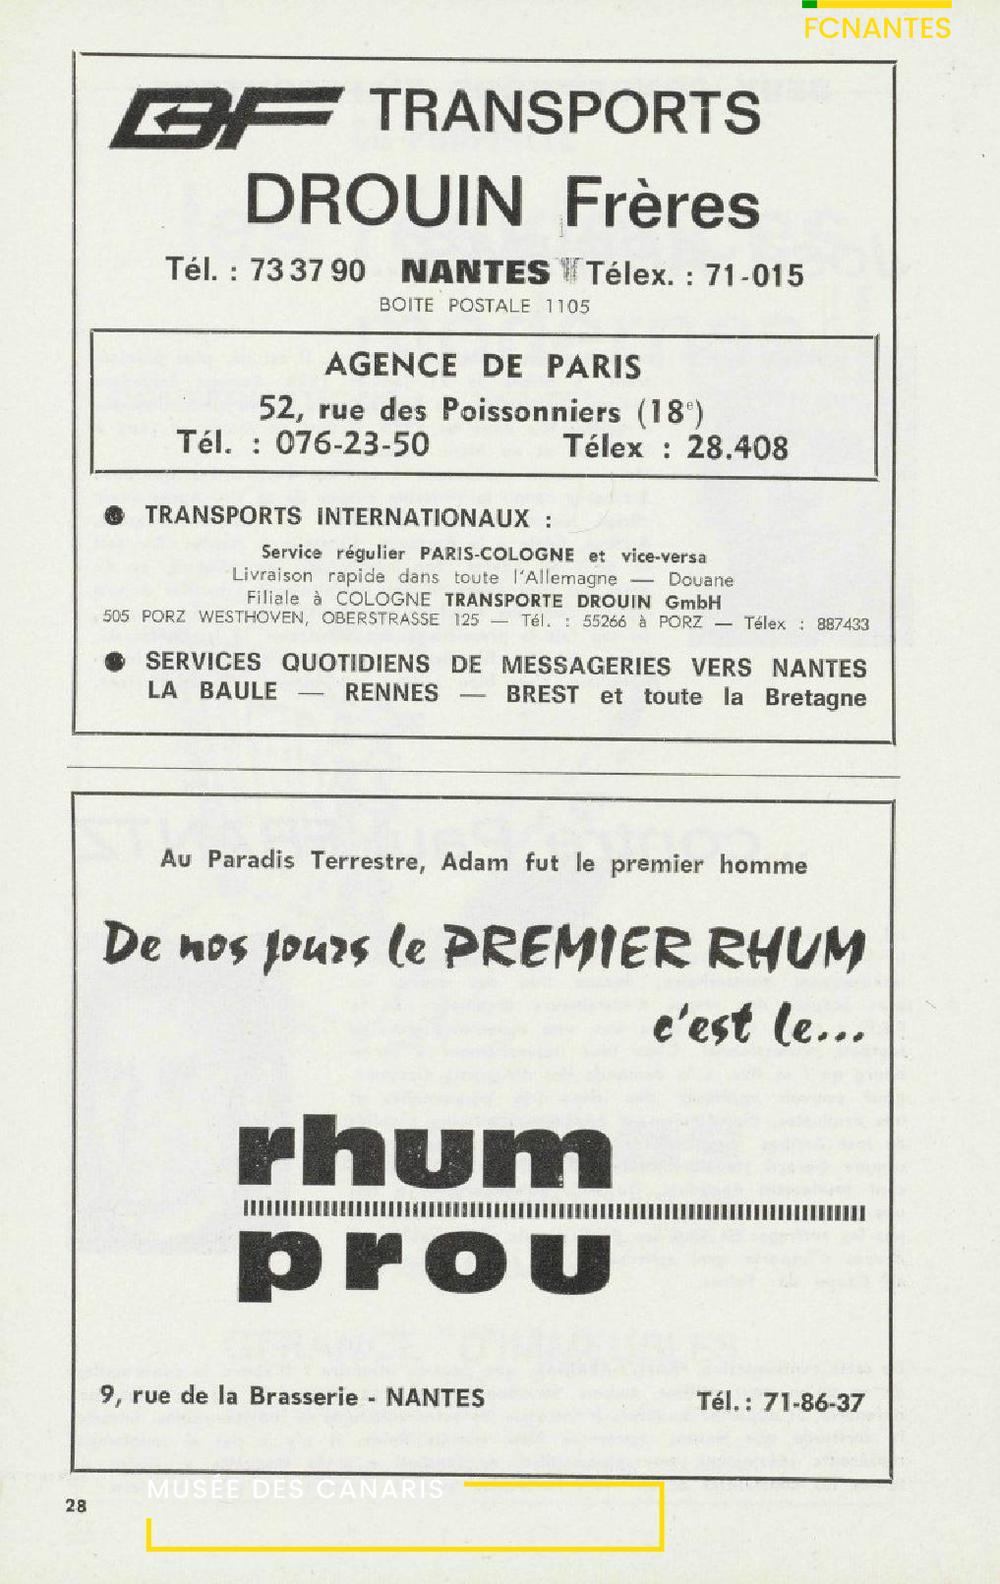 FCNANTES
TRANSPORTS
DROUIN Frères
Tél. : 73 37 90 NANTES Télex. : 71-015
BOITE POSTALE 1105
AGENCE DE PARIS
52, rue des Poissonniers (18e)
Tél. : 076-23-50 Télex : 28.408
● TRANSPORTS INTERNATIONAUX :
Service régulier PARIS-COLOGNE et vice-versa
Livraison rapide dans toute l'Allemagne — Douane
Filiale à COLOGNE TRANSPORTE DROUIN GmbH
505 PORZ WESTHOVEN, OBERSTRASSE 125 — Tél. : 55266 à PORZ — Télex : 887433
● SERVICES QUOTIDIENS DE MESSAGERIES VERS NANTES
LA BAULE — RENNES — BREST et toute la Bretagne
Au Paradis Terrestre, Adam fut le premier homme
De nos jours le PREMIER RHUM
c'est le...
rhum
prou
9, rue de la Brasserie - NANTES Tél. : 71-86-37
MUSÉE DES CANARIS
28